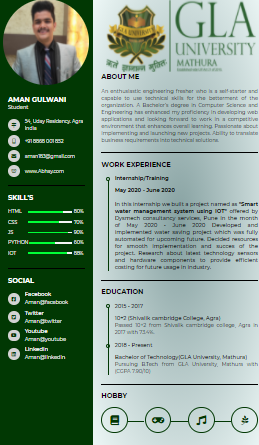 GLA
UNIVERSITY
MATHURA
AMAN GULWANI
Student
54, Uday Residency, Agra
India
+91 8868 001 852
aman183@gmail.com
www.Abhay.com
SKILL'S
HTML 80%
CSS 70%
JS 90%
PYTHON 60%
IOT 88%
SOCIAL
Facebook
Aman@facebook
Twitter
Aman@twitter
Youtube
Aman@youtube
Linkedin
Aman@linkedin
ABOUT ME
An enthusiastic engineering fresher who is a self-starter and
capable to use technical skills for the betterment of the
organization. A Bachelor's degree in Computer Science and
Engineering has enhanced my proficiency in developing web
applications and looking forward to work in a competitive
environment that enhances overall learning. Passionate about
implementing and launching new projects. Ability to translate
business requirements into technical solutions.
WORK EXPERIENCE
Internship/Training
May 2020 - June 2020
In this internship we built a project named as "Smart
water management system using IOT" offered by
Dysmech consultancy services, Pune in the month
of May 2020 - June 2020 Developed and
implemented water saving project which was fully
automated for upcoming future. Decided resources
for smooth implementation and succes of the
project. Research about latest technology sensors
and hardware components to provide efficient
costing for future usage in industry.
EDUCATION
2015 - 2017
10+2 (Shivalik cambridge College, Agra)
Passed 10+2 from Shivalik cambridge college, Agra in
2017 with 73.4%.
2018 - Present
Bachelor of Technology(GLA University, Mathura)
Pursuing B.Tech from GLA University, Mathura with
HOBBY